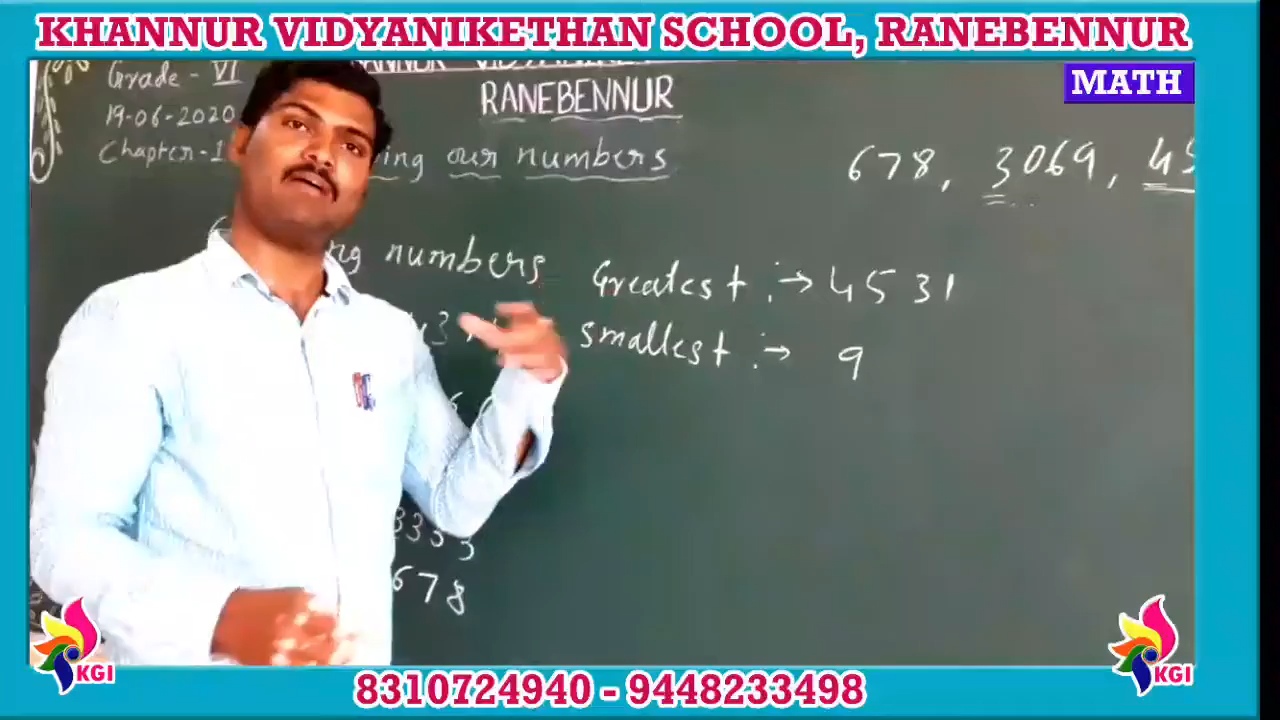 KHANNUR VIDYANIKETHAN SCHOOL, RANEBENNUR
MATH
Grade - VI
RANEBENNUR
19-06-2020
Chapter-1
our numbers
678, 3069, 45
numbers
Greatest :→ 4531
smallest :→ 9
678
KGI
KGI
8310724940 - 9448233498